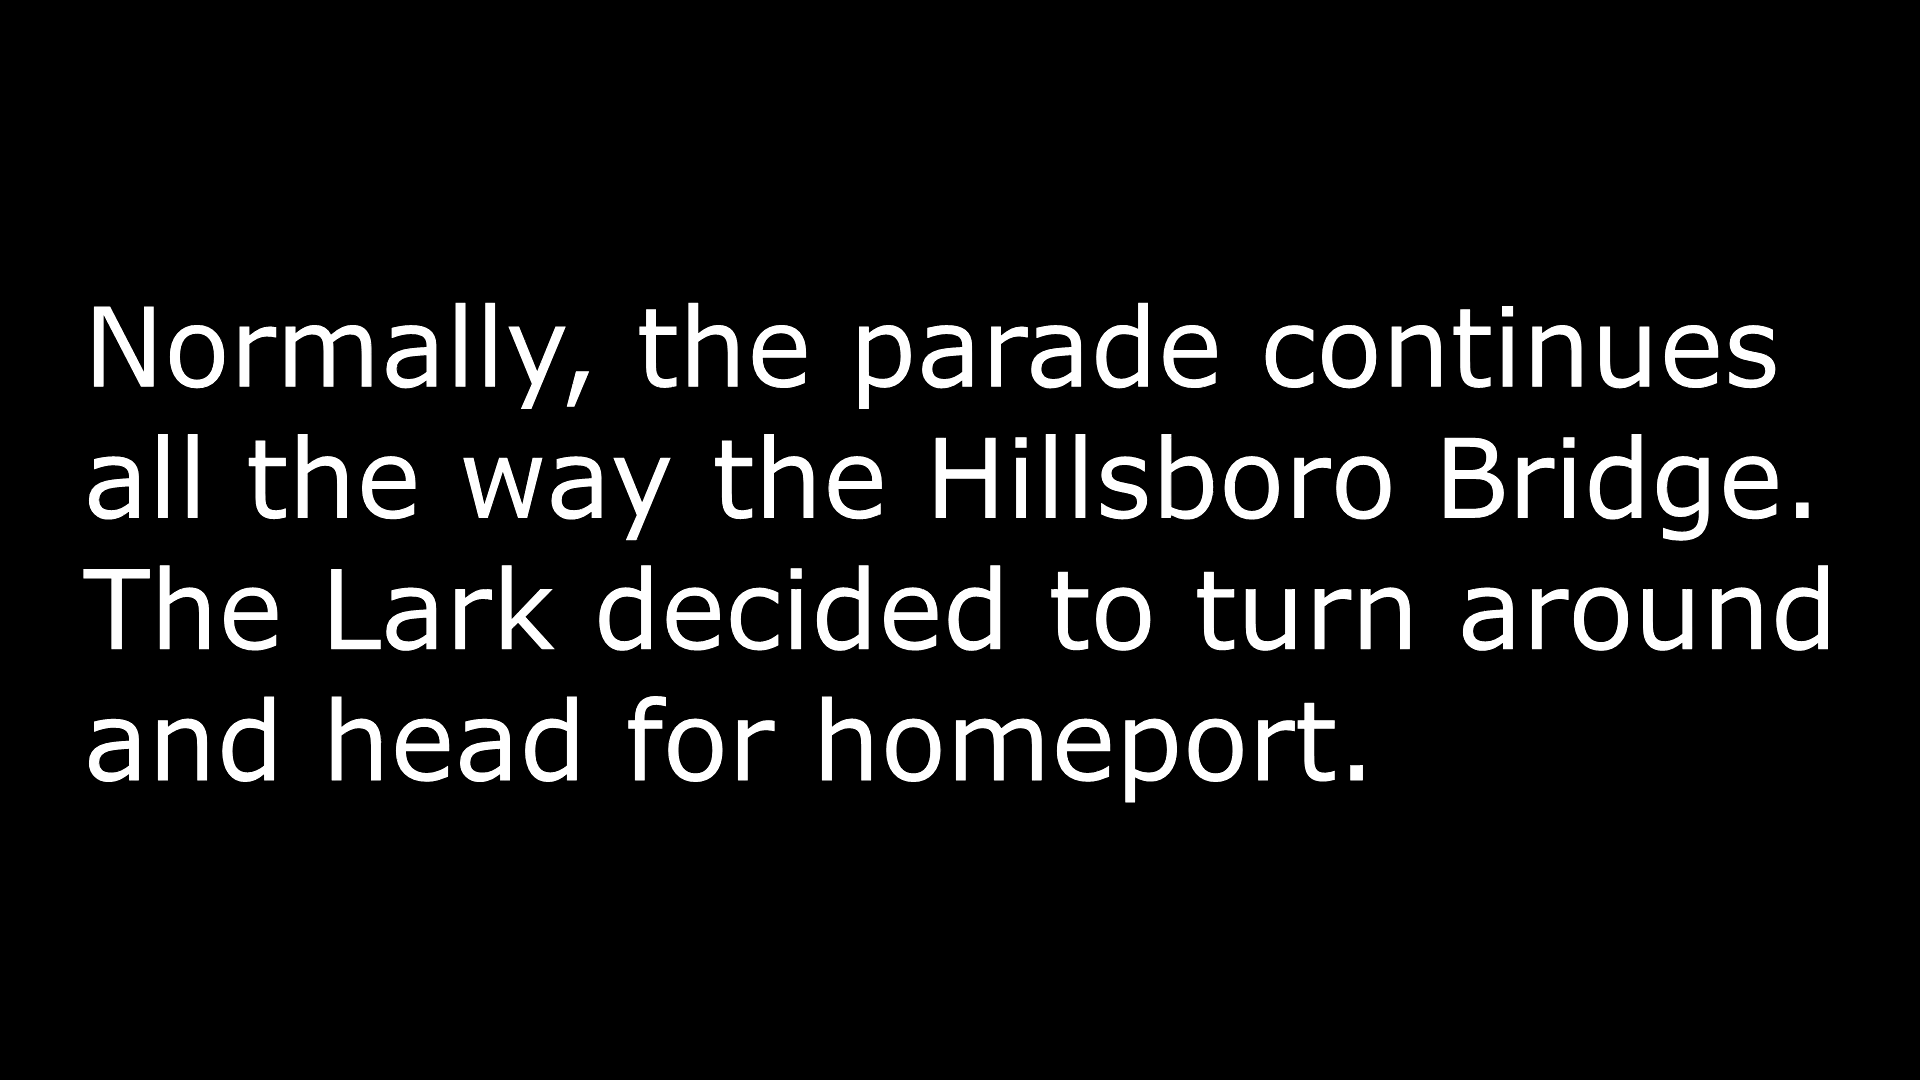 Normally, the parade continues
all the way the Hillsboro Bridge.
The Lark decided to turn around
and head for homeport.